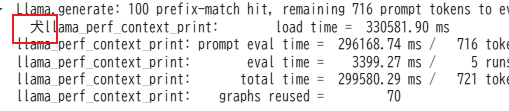 Llama.generate: 100 prefix-match hit, remaining 716 prompt tokens to ev
犬llama_perf_context_print:        load time =  330581.90 ms
llama_perf_context_print: prompt eval time =  296168.74 ms /   716 toke
llama_perf_context_print:        eval time =    3399.27 ms /     5 runs
llama_perf_context_print:       total time =  299580.29 ms /   721 toke
llama_perf_context_print:    graphs reused =         70